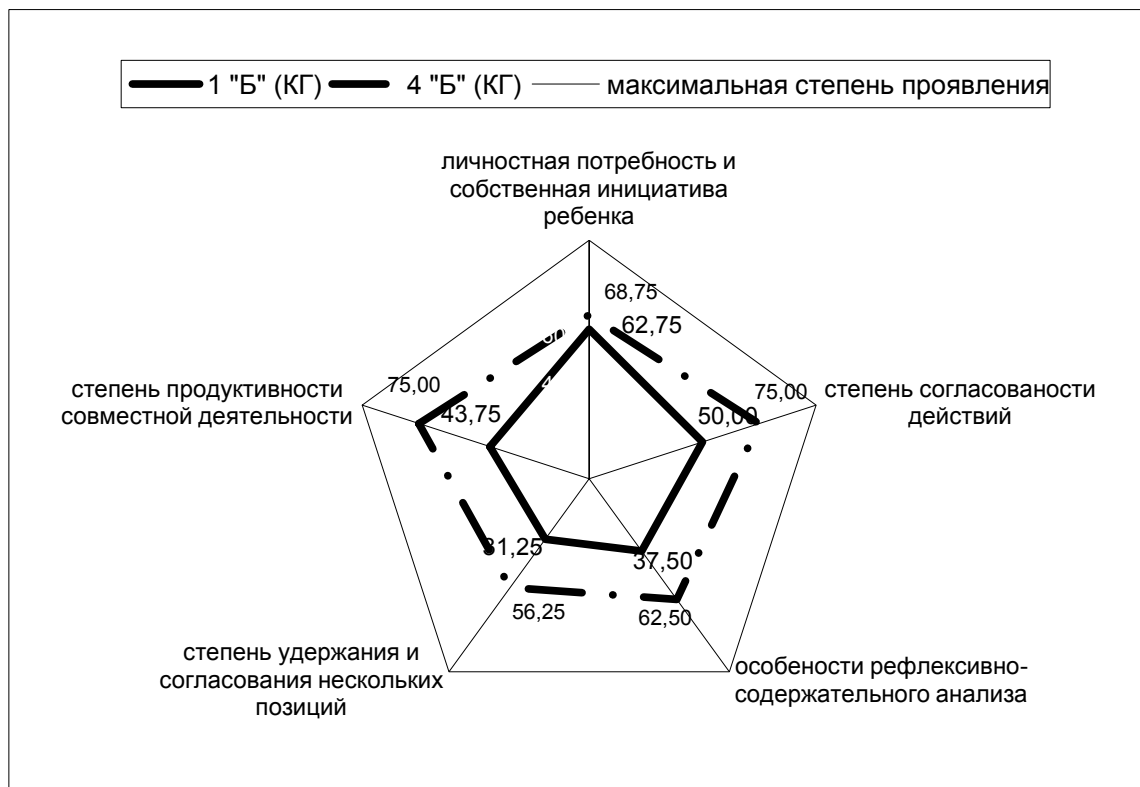 1 "Б" (КГ) 4 "Б" (КГ) максимальная степень проявления
личностная потребность и
собственная инициатива
ребенка
68,75
62,75
75,00
степень продуктивности
совместной деятельности
43,75
50,00
75,00
степень согласованости
действий
31,25
37,50
56,25
62,50
степень удержания и
согласования нескольких
позиций
особености рефлексивно-
содержательного анализа